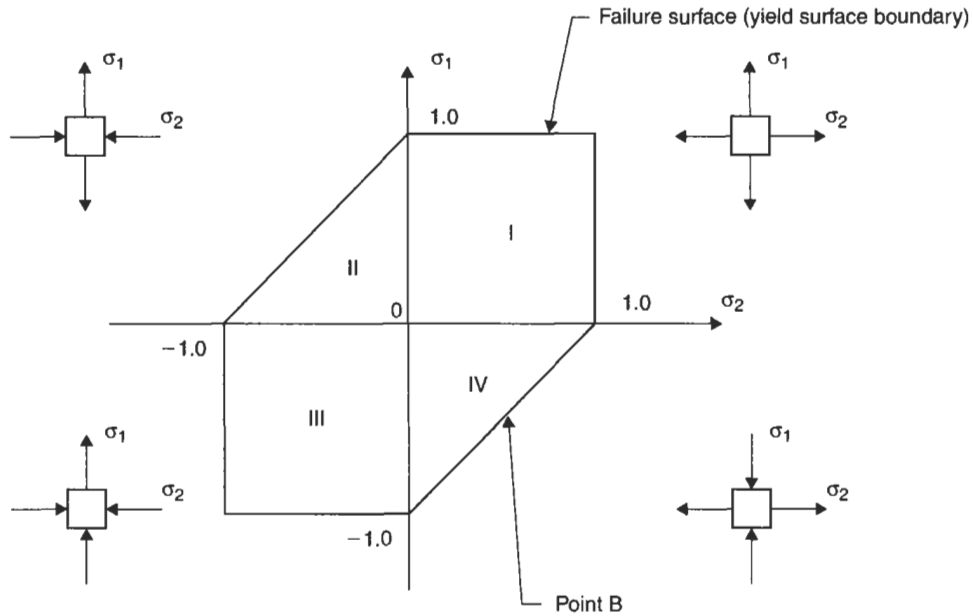 Failure surface (yield surface boundary)
σ1
σ1
σ1
σ2
1.0
σ2
I
II
0
1.0
σ2
−1.0
IV
III
σ1
σ1
σ2
σ2
−1.0
Point B